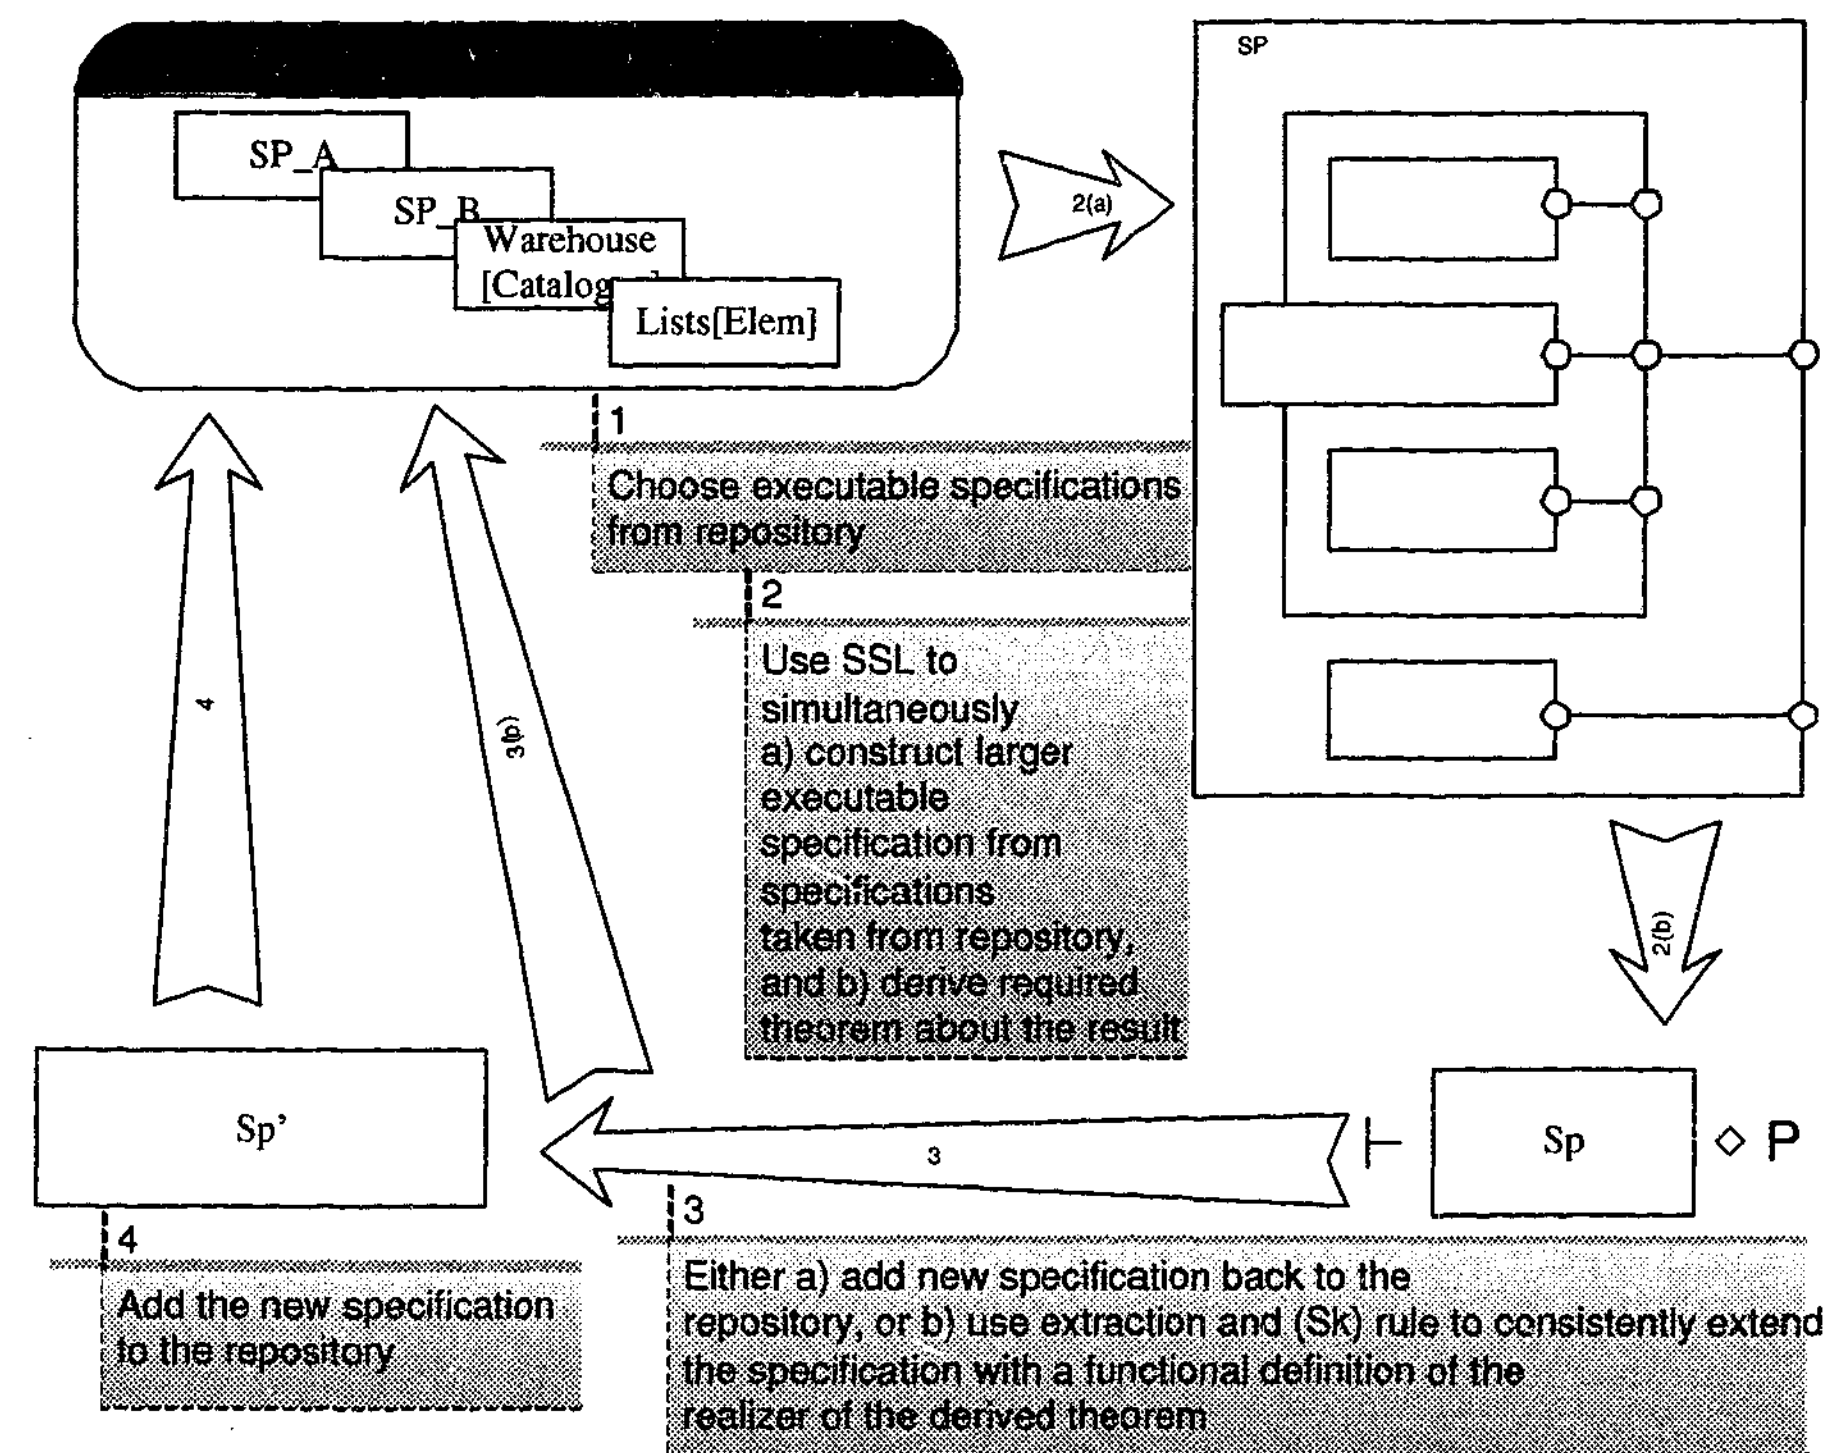 SP
SP_A
SP_B
Warehouse
[Catalog
Lists[Elem]
2(a)
1
Choose executable specifications
from repository
2
Use SSL to
simultaneously
a) construct larger
executable
specification from
specifications
taken from repository,
and b) derive required
theorem about the result
4
3(b)
2(b)
Sp'
3
⊢ Sp ◇ P
3
Either a) add new specification back to the
repository, or b) use extraction and (Sk) rule to consistently extend
the specification with a functional definition of the
realizer of the derived theorem
4
Add the new specification
to the repository